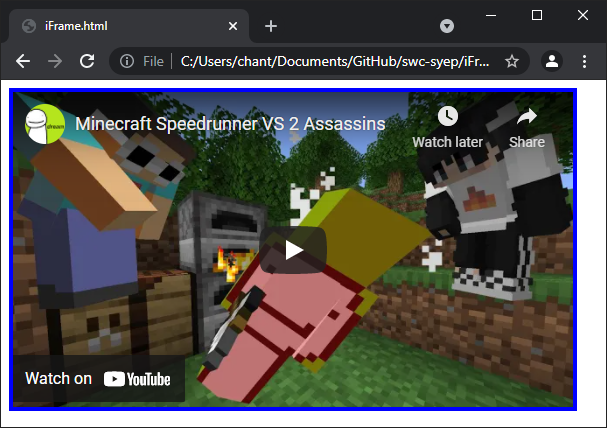 iFrame.html
File
C:/Users/chant/Documents/GitHub/swc-syep/iFr...
dream
Minecraft Speedrunner VS 2 Assassins
Watch later
Share
Watch on YouTube